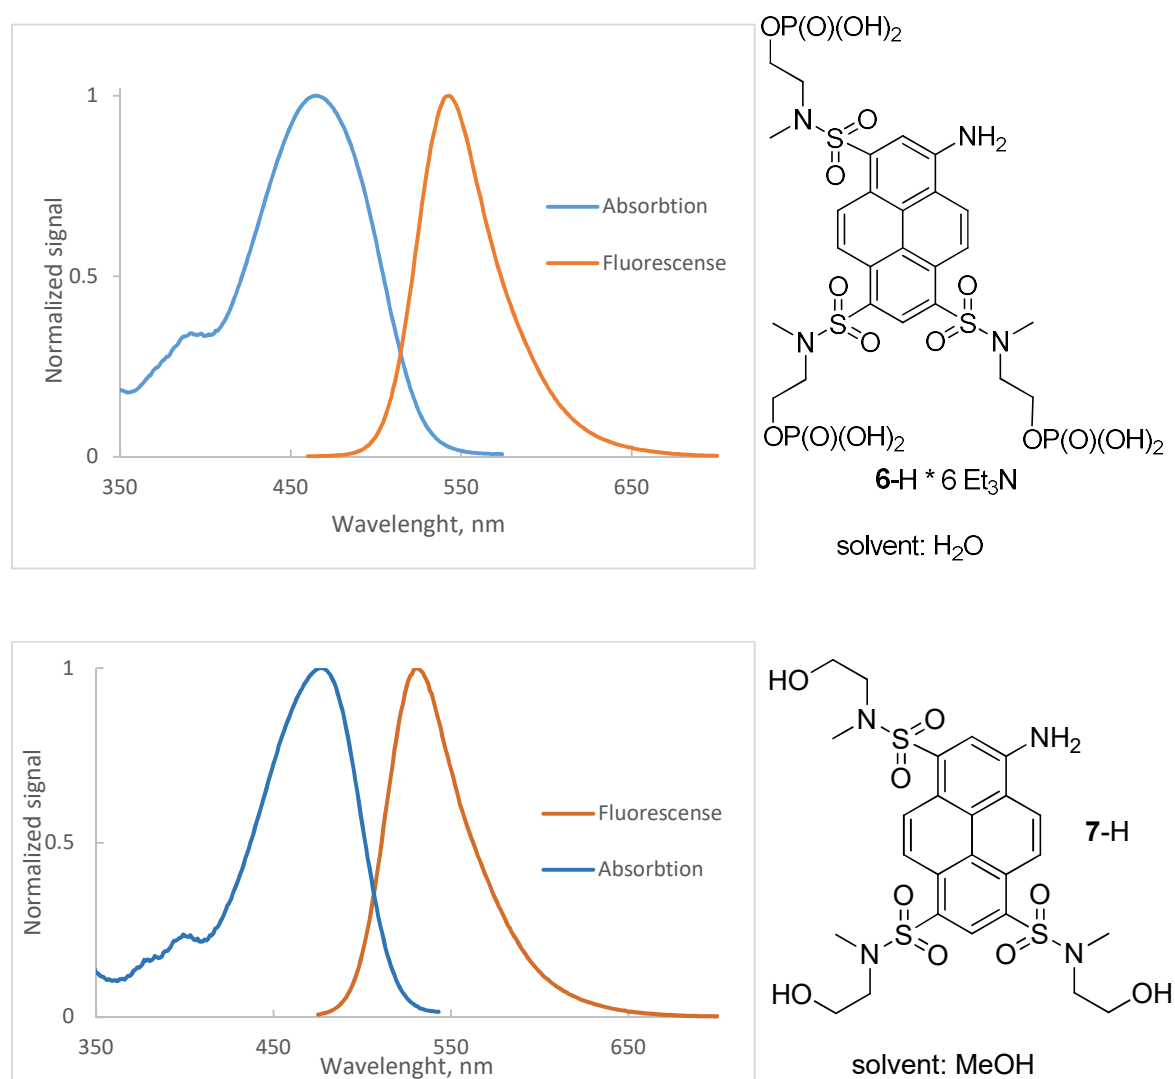 OP(O)(OH)2
1
N
S
O
O
NH2
Absorbtion
Fluorescense
0.5
Normalized signal
O
S
O
N
O
S
O
N
0
350
450
550
650
Wavelenght, nm
OP(O)(OH)2
OP(O)(OH)2
6-H * 6 Et3N
solvent: H2O
1
HO
N
S
O
O
NH2
Fluorescense
Absorbtion
7-H
0.5
Normalized signal
O
S
O
N
O
S
O
N
HO
OH
0
350
450
550
650
Wavelenght, nm
solvent: MeOH